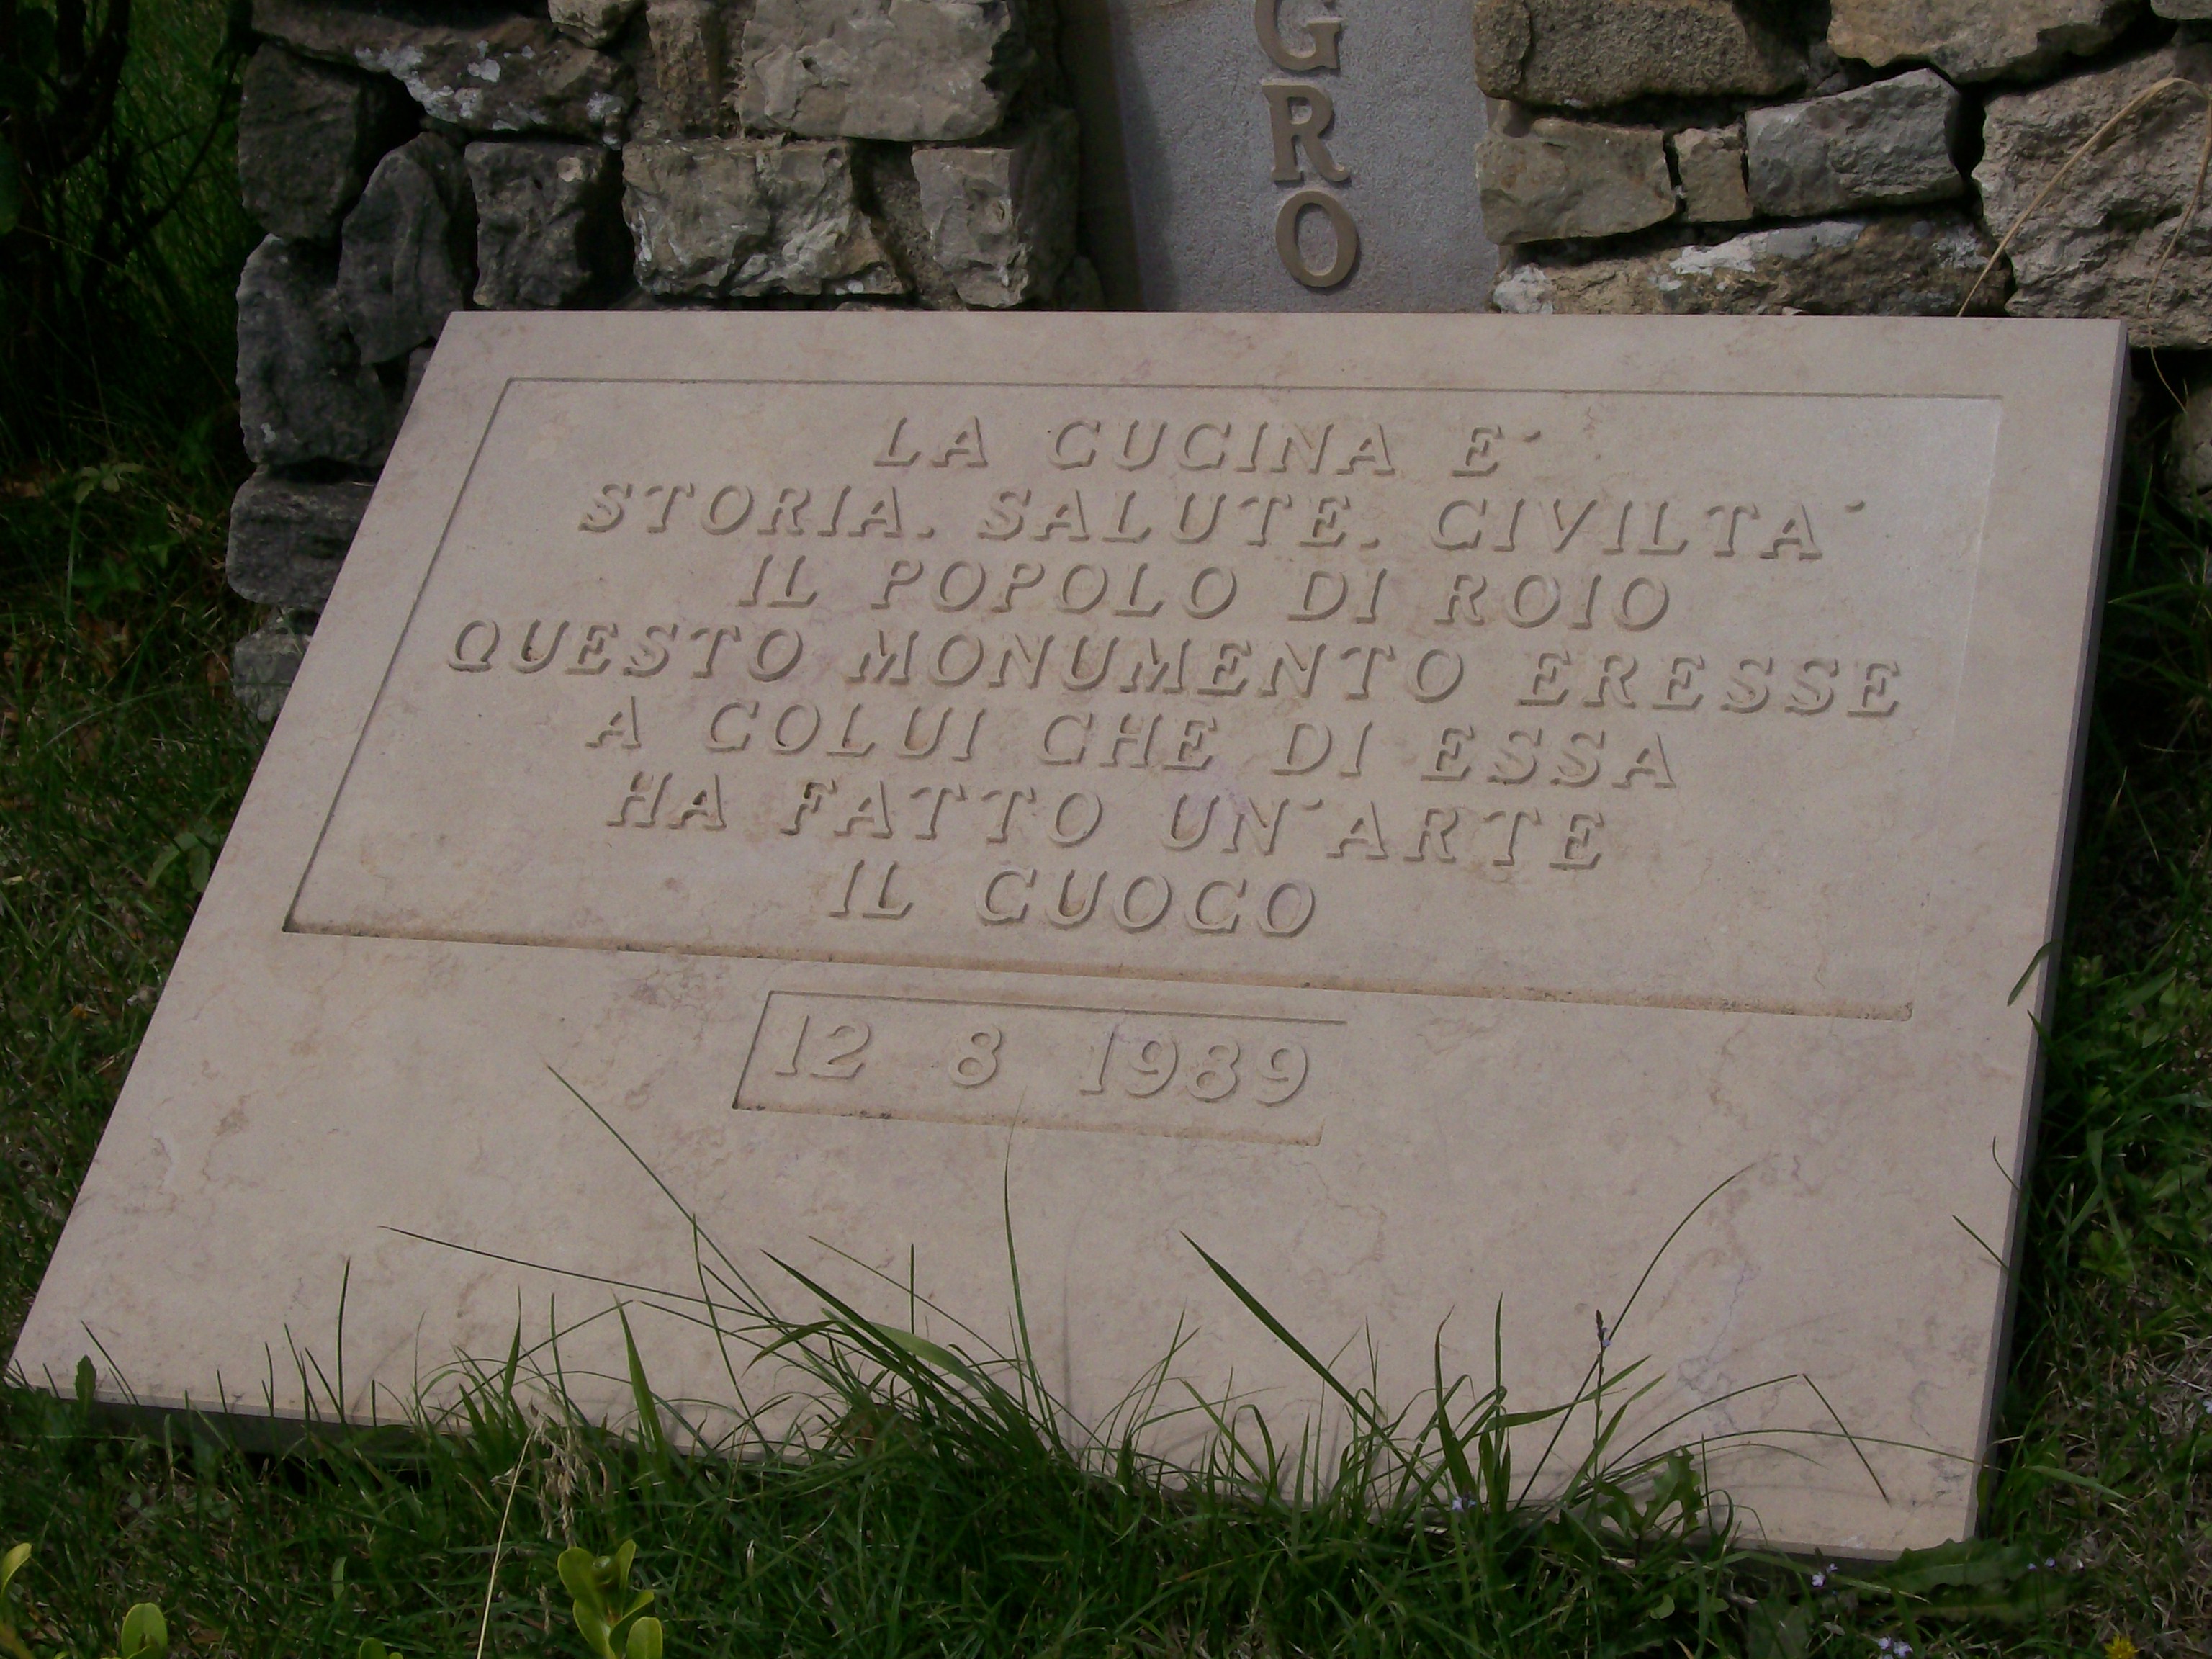 G
R
O
LA CUCINA E´
STORIA. SALUTE. CIVILTA´
IL POPOLO DI ROIO
QUESTO MONUMENTO ERESSE
A COLUI CHE DI ESSA
HA FATTO UN´ARTE
IL CUOCO
12 8 1989